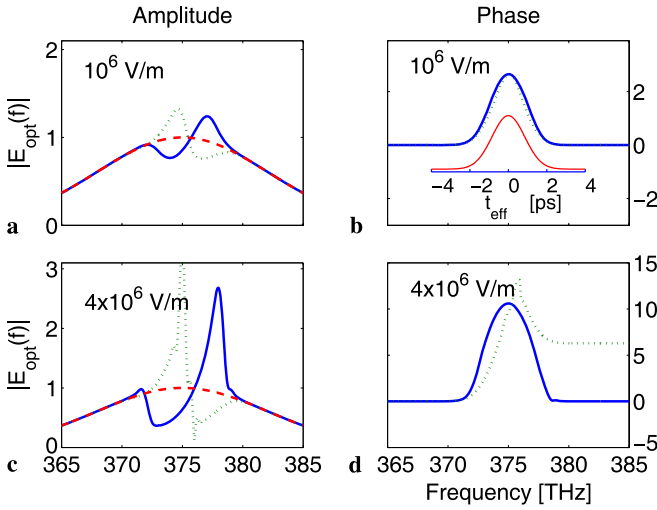 Amplitude
Phase
2
1
0
|E_opt(f)|
10^6 V/m
a
10^6 V/m
2
0
−2
−4 −2 0 2 4
t_eff [ps]
b
3
2
1
0
|E_opt(f)|
4x10^6 V/m
365 370 375 380 385
c
4x10^6 V/m
15
10
5
0
−5
365 370 375 380 385
Frequency [THz]
d